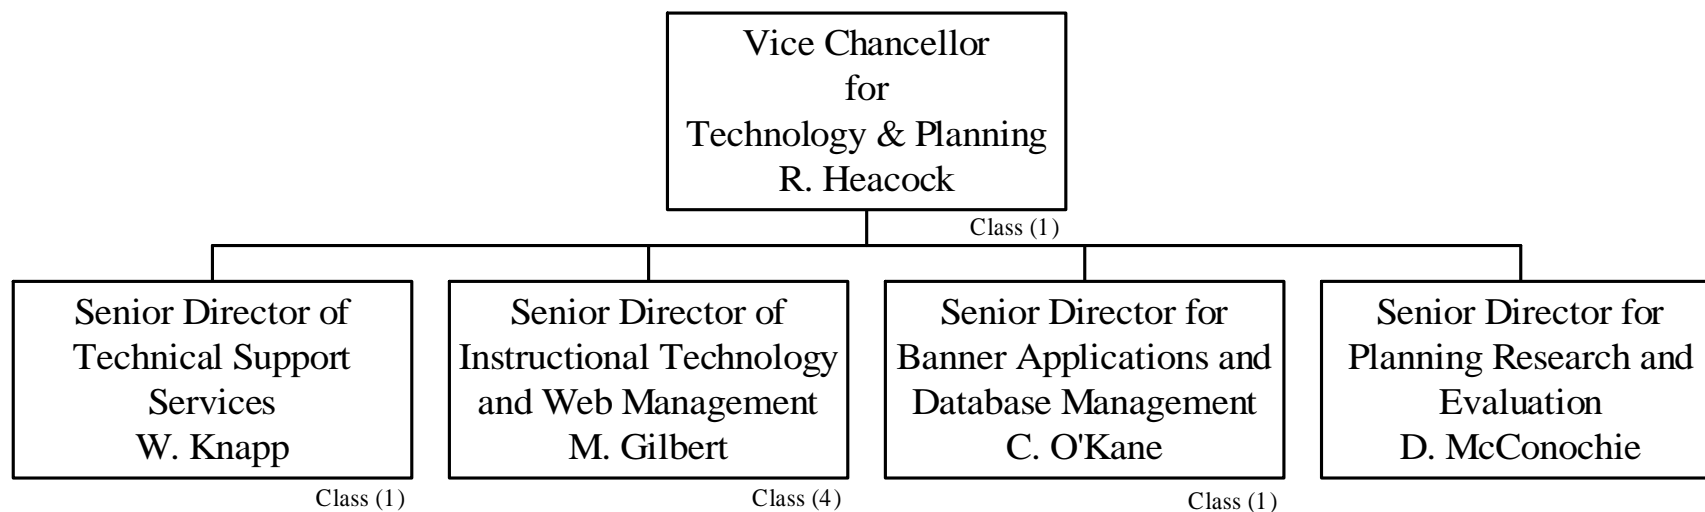 Vice Chancellor
for
Technology & Planning
R. Heacock
Class (1)
Senior Director of
Technical Support
Services
W. Knapp
Class (1)
Senior Director of
Instructional Technology
and Web Management
M. Gilbert
Class (4)
Senior Director for
Banner Applications and
Database Management
C. O'Kane
Class (1)
Senior Director for
Planning Research and
Evaluation
D. McConochie